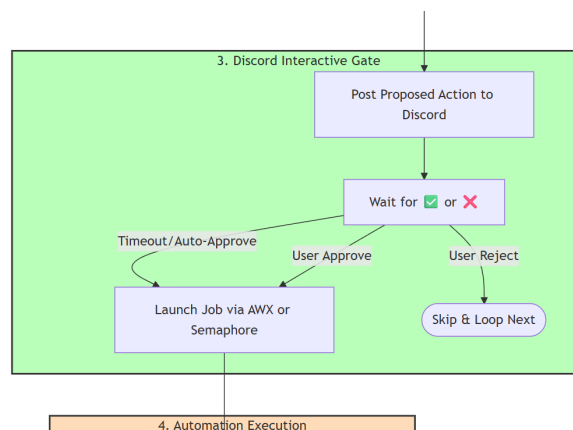 3. Discord Interactive Gate
Post Proposed Action to
Discord
Wait for ✅ or ❌
Timeout/Auto-Approve
User Approve
User Reject
Launch Job via AWX or
Semaphore
Skip & Loop Next
4. Automation Execution